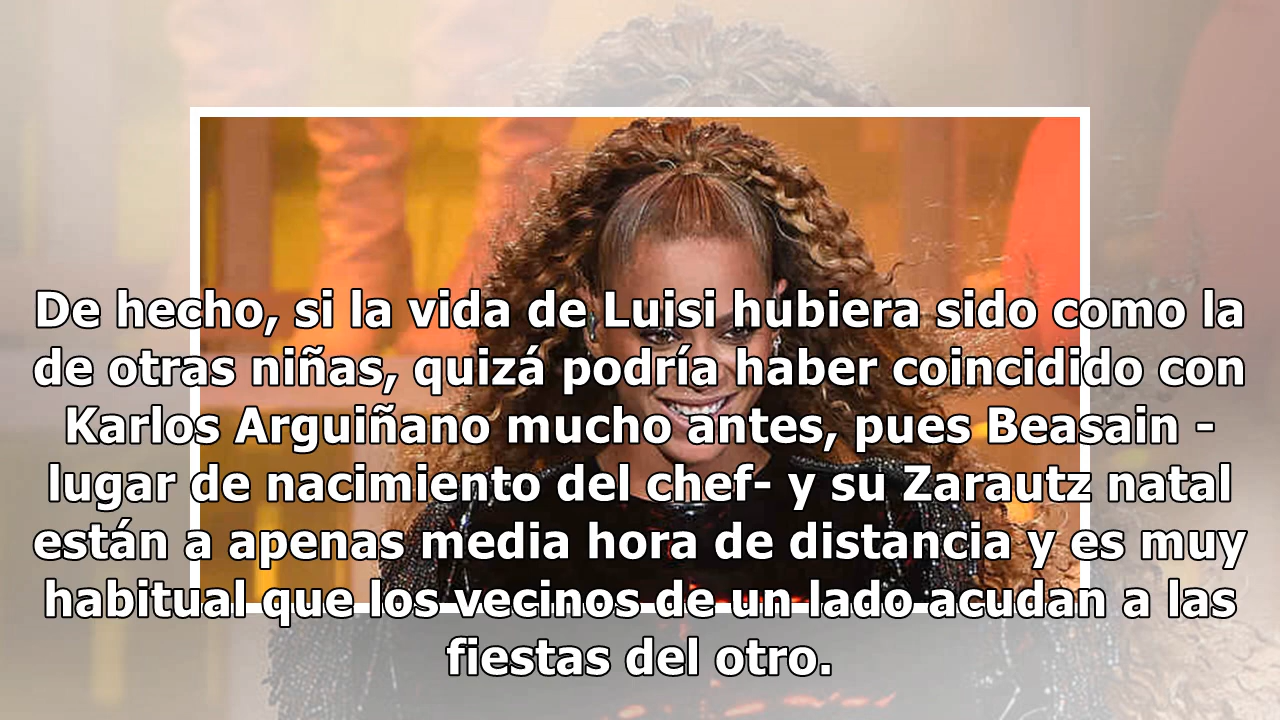 De hecho, si la vida de Luisi hubiera sido como la
de otras niñas, quizá podría haber coincidido con
Karlos Arguiñano mucho antes, pues Beasain -
lugar de nacimiento del chef- y su Zarautz natal
están a apenas media hora de distancia y es muy
habitual que los vecinos de un lado acudan a las
fiestas del otro.